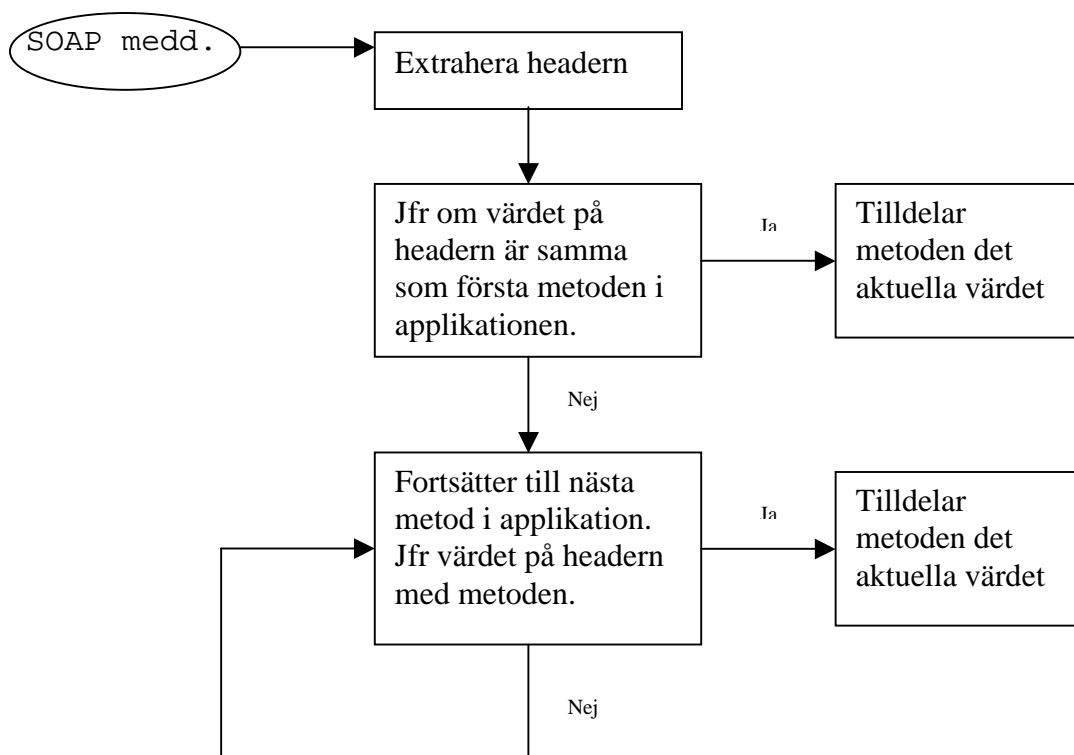 SOAP medd.
Extrahera headern
Jfr om värdet på
headern är samma
som första metoden i
applikationen.
Ja
Tilldelar
metoden det
aktuella värdet
Nej
Fortsätter till nästa
metod i applikation.
Jfr värdet på headern
med metoden.
Ja
Tilldelar
metoden det
aktuella värdet
Nej